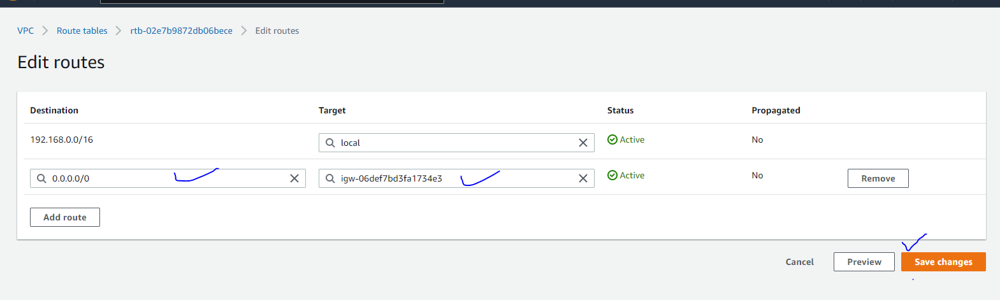 VPC > Route tables > rtb-02e7b9872db06bece > Edit routes
Edit routes
Destination Target Status Propagated
192.168.0.0/16 local Active No
0.0.0.0/0 igw-06def7bd3fa1734e3 Active No Remove
Add route
Cancel Preview Save changes